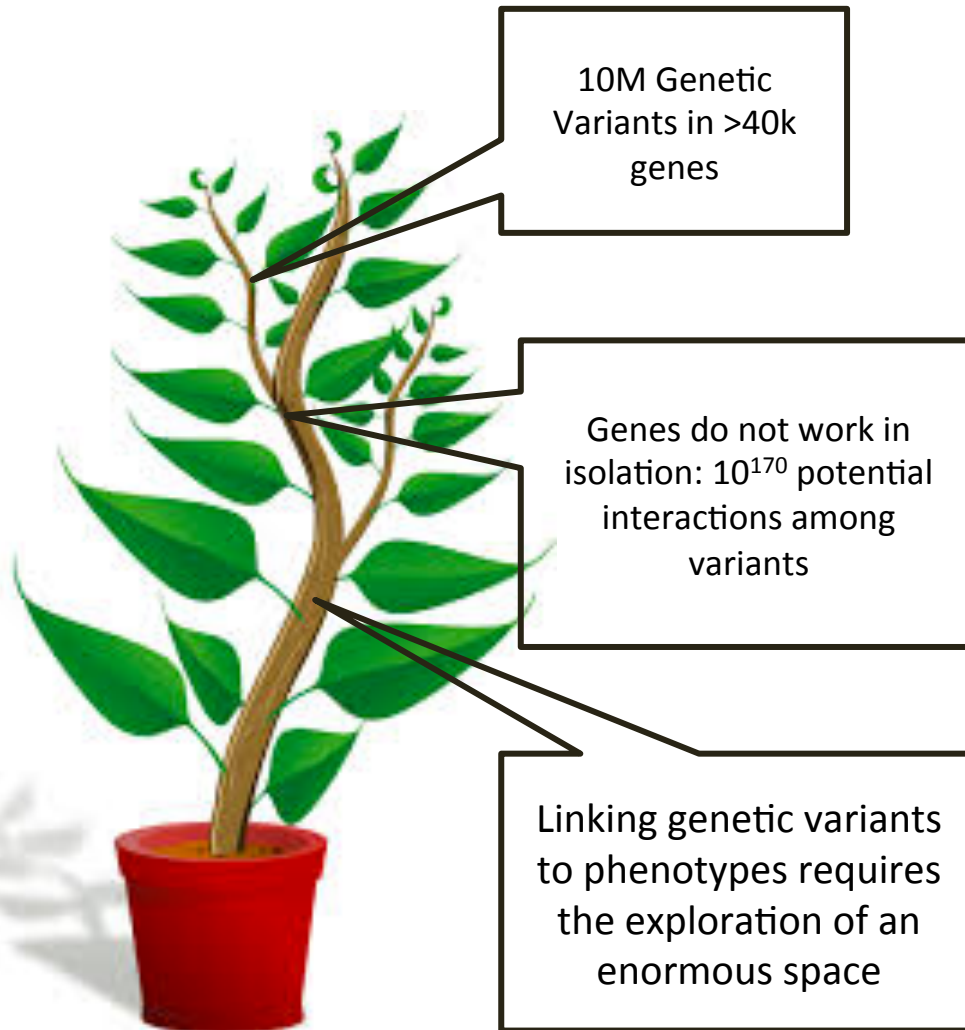 10M Genetic
Variants in >40k
genes
Genes do not work in
isolation: 10¹⁷⁰ potential
interactions among
variants
Linking genetic variants
to phenotypes requires
the exploration of an
enormous space